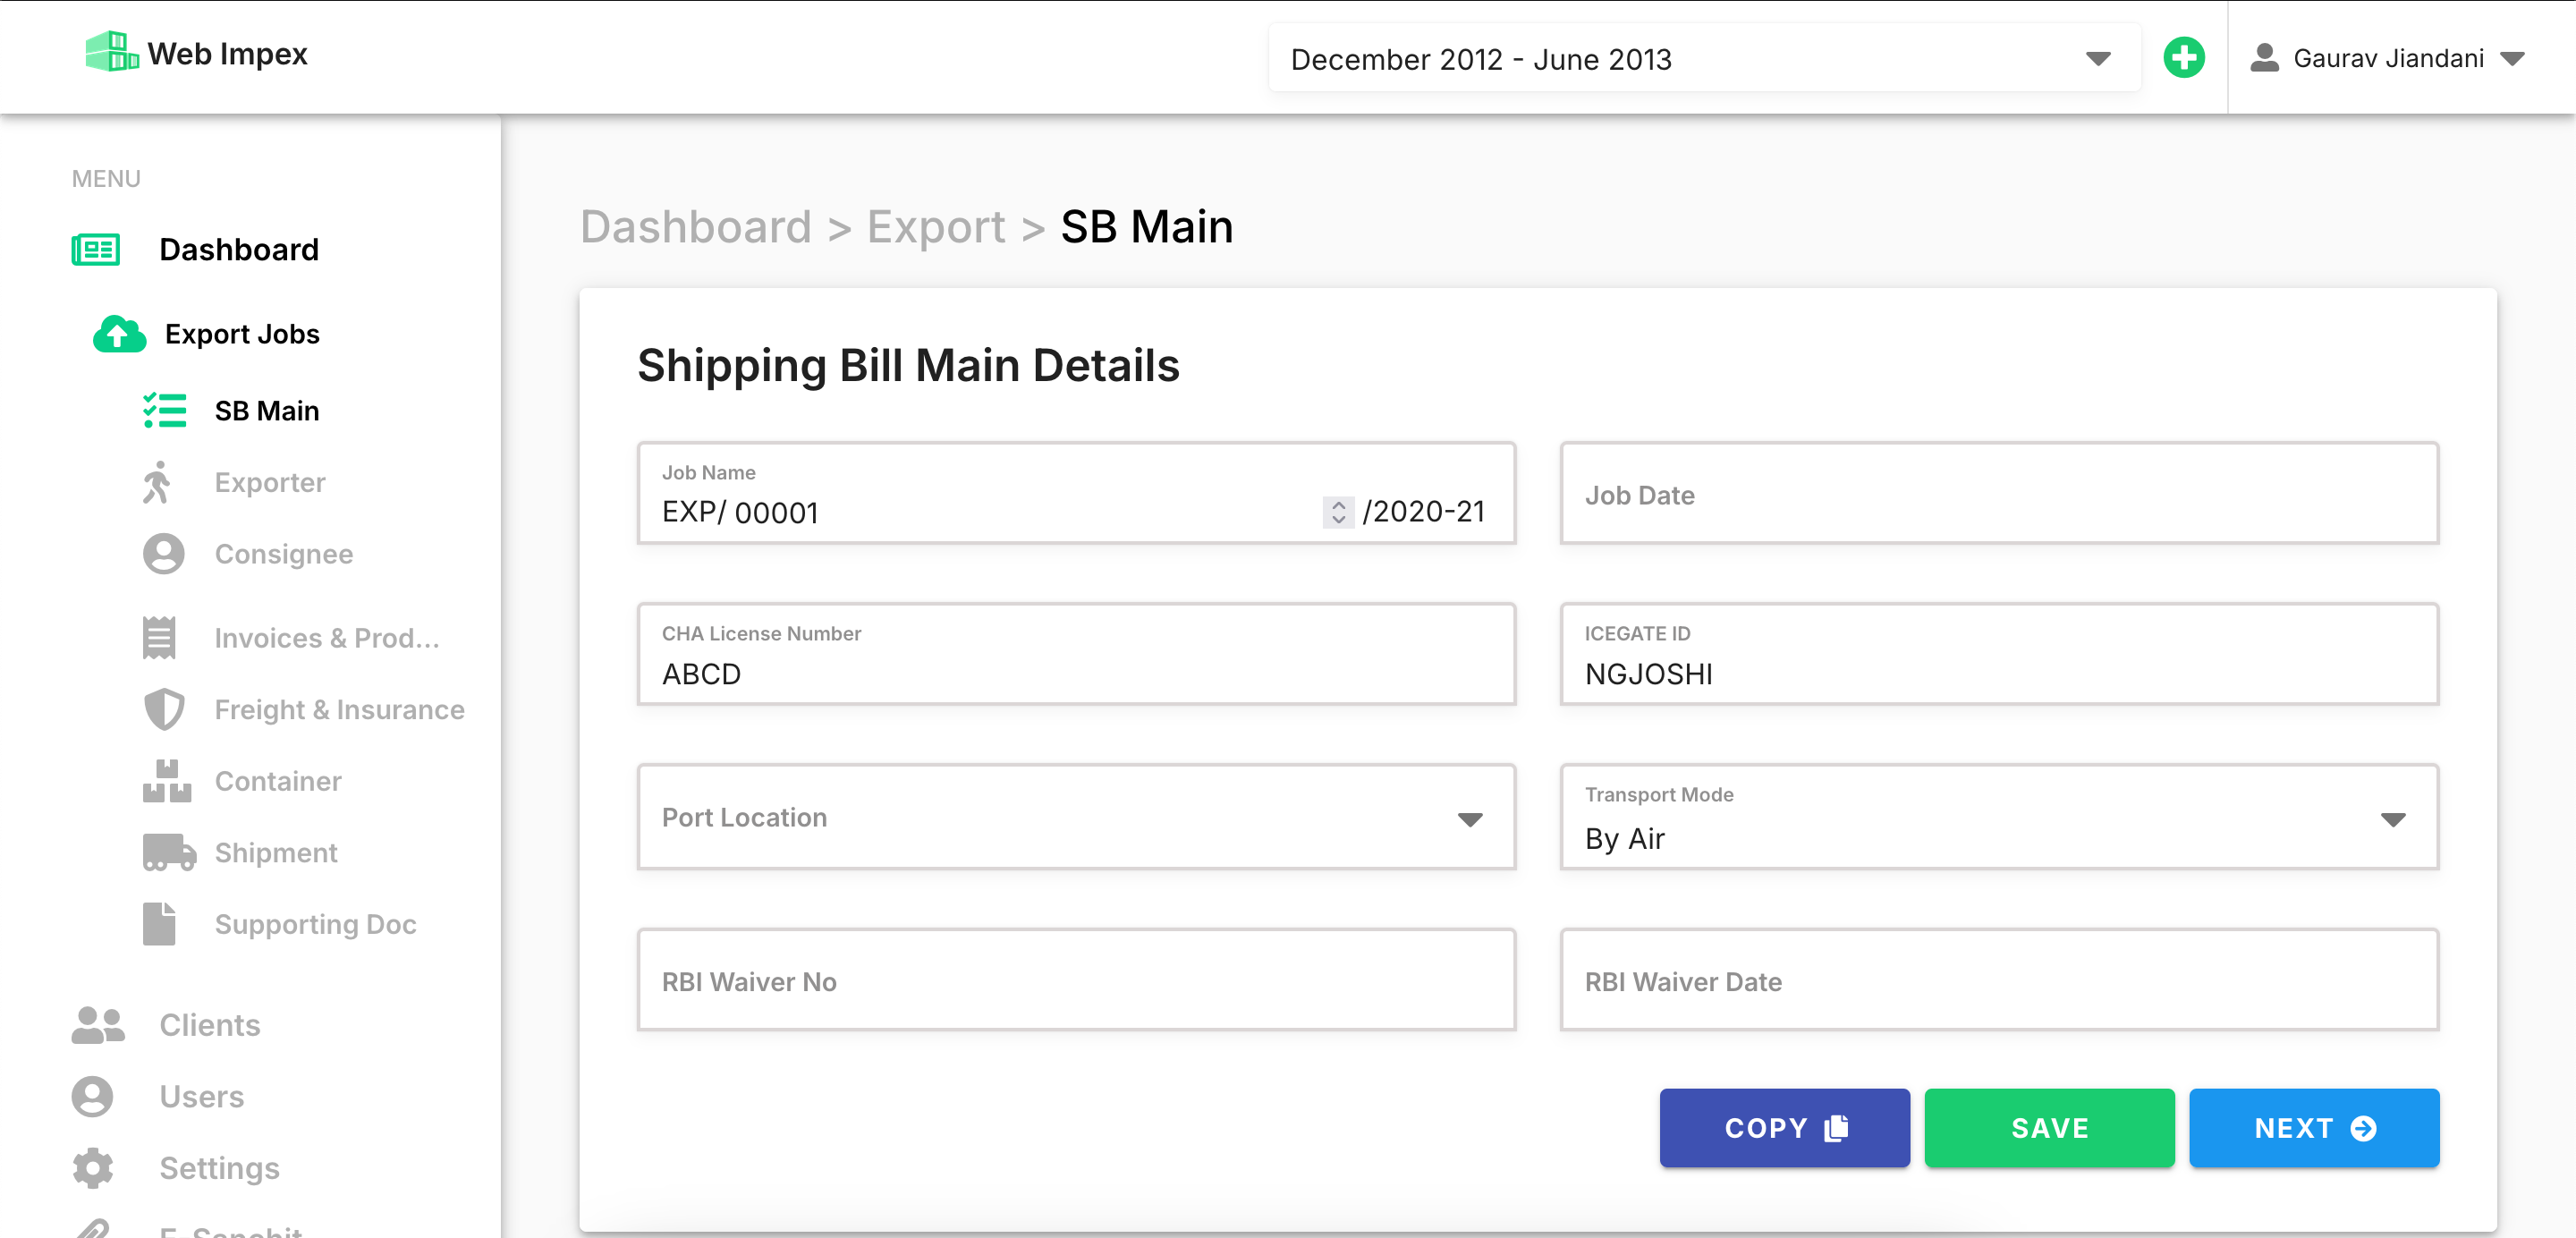 Web Impex
December 2012 - June 2013
Gaurav Jiandani
MENU
Dashboard
Export Jobs
SB Main
Exporter
Consignee
Invoices & Prod...
Freight & Insurance
Container
Shipment
Supporting Doc
Clients
Users
Settings
Dashboard > Export > SB Main
Shipping Bill Main Details
Job Name
EXP/ 00001 /2020-21
Job Date
CHA License Number
ABCD
ICEGATE ID
NGJOSHI
Port Location
Transport Mode
By Air
RBI Waiver No
RBI Waiver Date
COPY
SAVE
NEXT